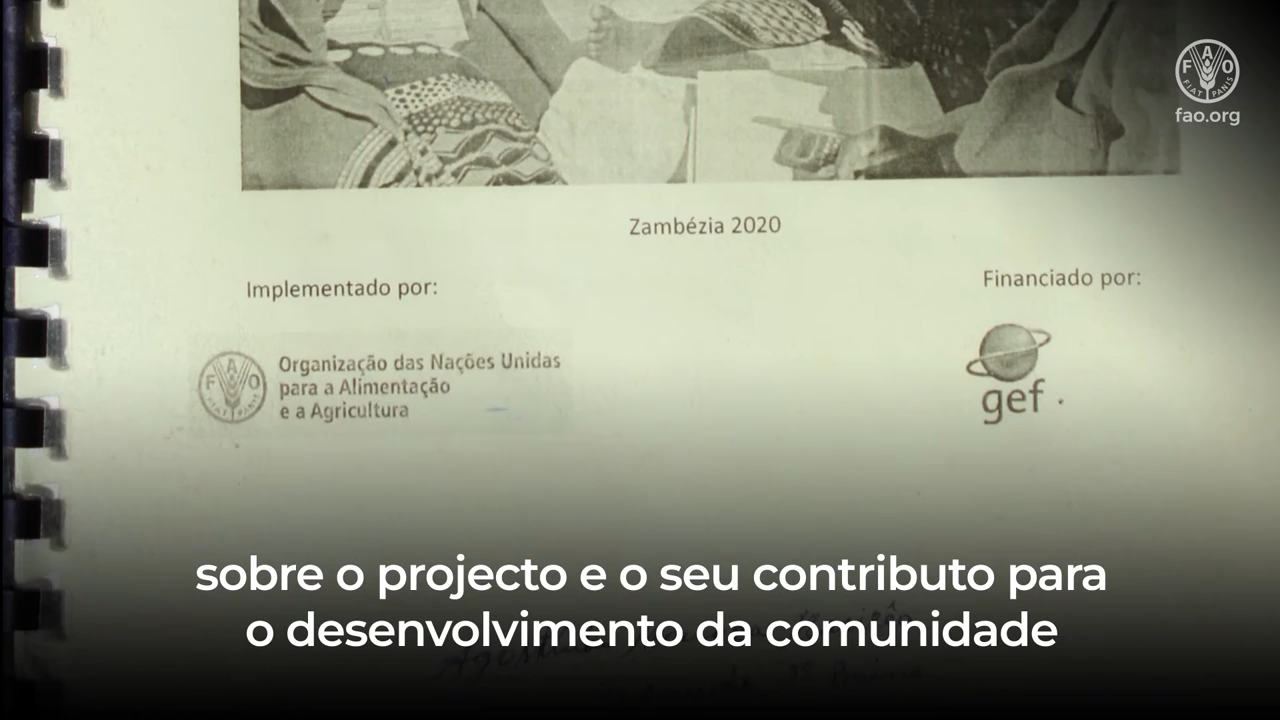 FAO
FIAT PANIS
fao.org
Zambézia 2020
Implementado por:
Financiado por:
FAO
FIAT PANIS
Organização das Nações Unidas
para a Alimentação
e a Agricultura
gef
sobre o projecto e o seu contributo para
o desenvolvimento da comunidade